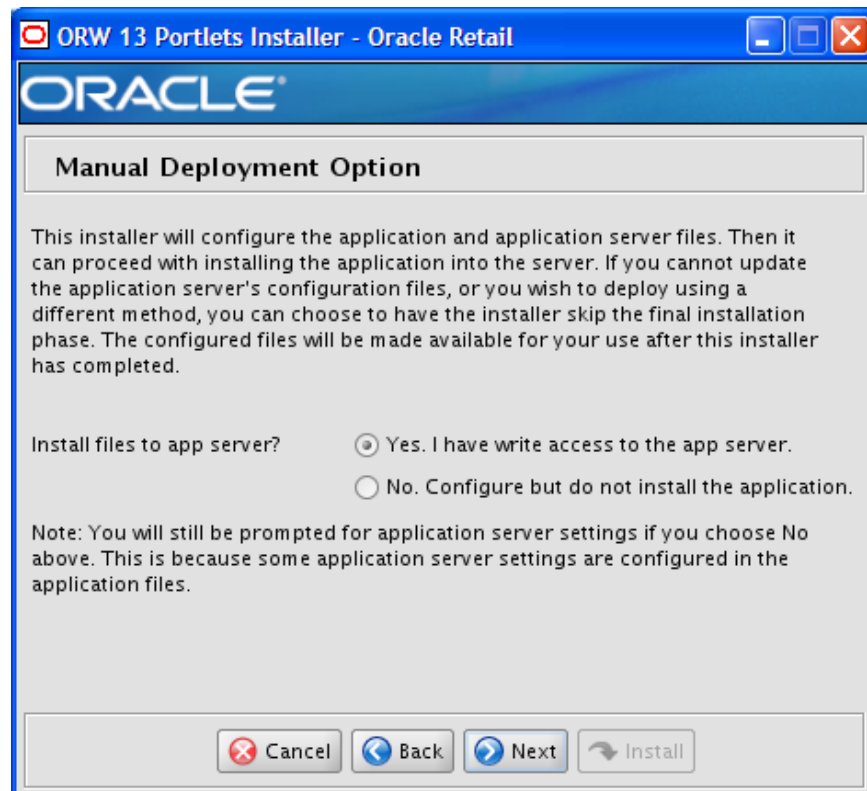 ORW 13 Portlets Installer - Oracle Retail
ORACLE®
Manual Deployment Option
This installer will configure the application and application server files. Then it
can proceed with installing the application into the server. If you cannot update
the application server's configuration files, or you wish to deploy using a
different method, you can choose to have the installer skip the final installation
phase. The configured files will be made available for your use after this installer
has completed.
Install files to app server?
Yes. I have write access to the app server.
No. Configure but do not install the application.
Note: You will still be prompted for application server settings if you choose No
above. This is because some application server settings are configured in the
application files.
Cancel Back Next Install